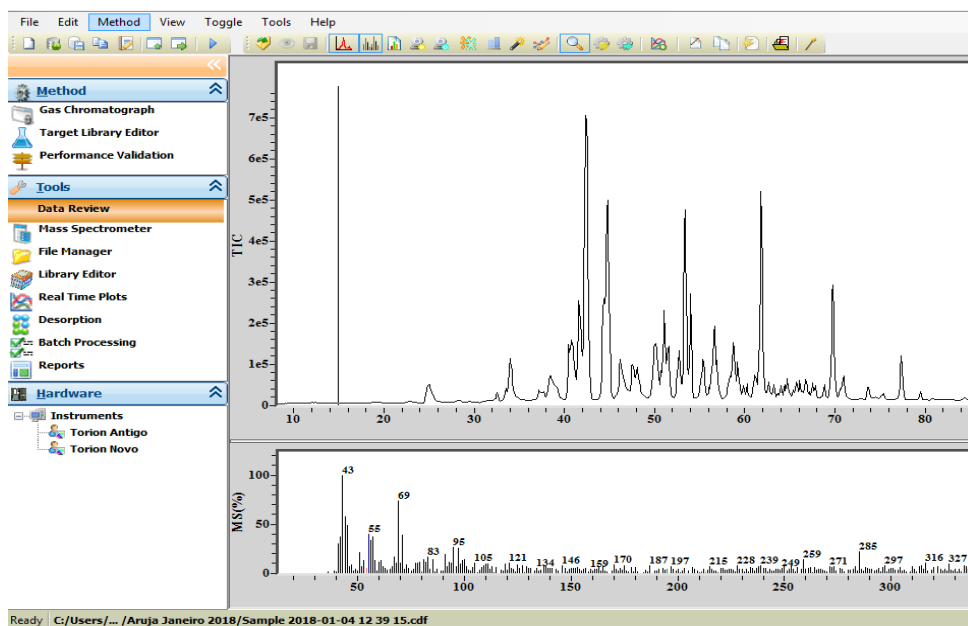 File Edit Method View Toggle Tools Help
Method
Gas Chromatograph
Target Library Editor
Performance Validation
Tools
Data Review
Mass Spectrometer
File Manager
Library Editor
Real Time Plots
Desorption
Batch Processing
Reports
Hardware
Instruments
Torion Antigo
Torion Novo
TIC
7e5
6e5
5e5
4e5
3e5
2e5
1e5
0
10 20 30 40 50 60 70 80
MS(%)
100
50
0
43 55 69 83 95 105 121 134 146 159 170 187 197 215 228 239 249 259 271 285 297 316 327
50 100 150 200 250 300
Ready C:/Users/... /Aruja Janeiro 2018/Sample 2018-01-04 12 39 15.cdf